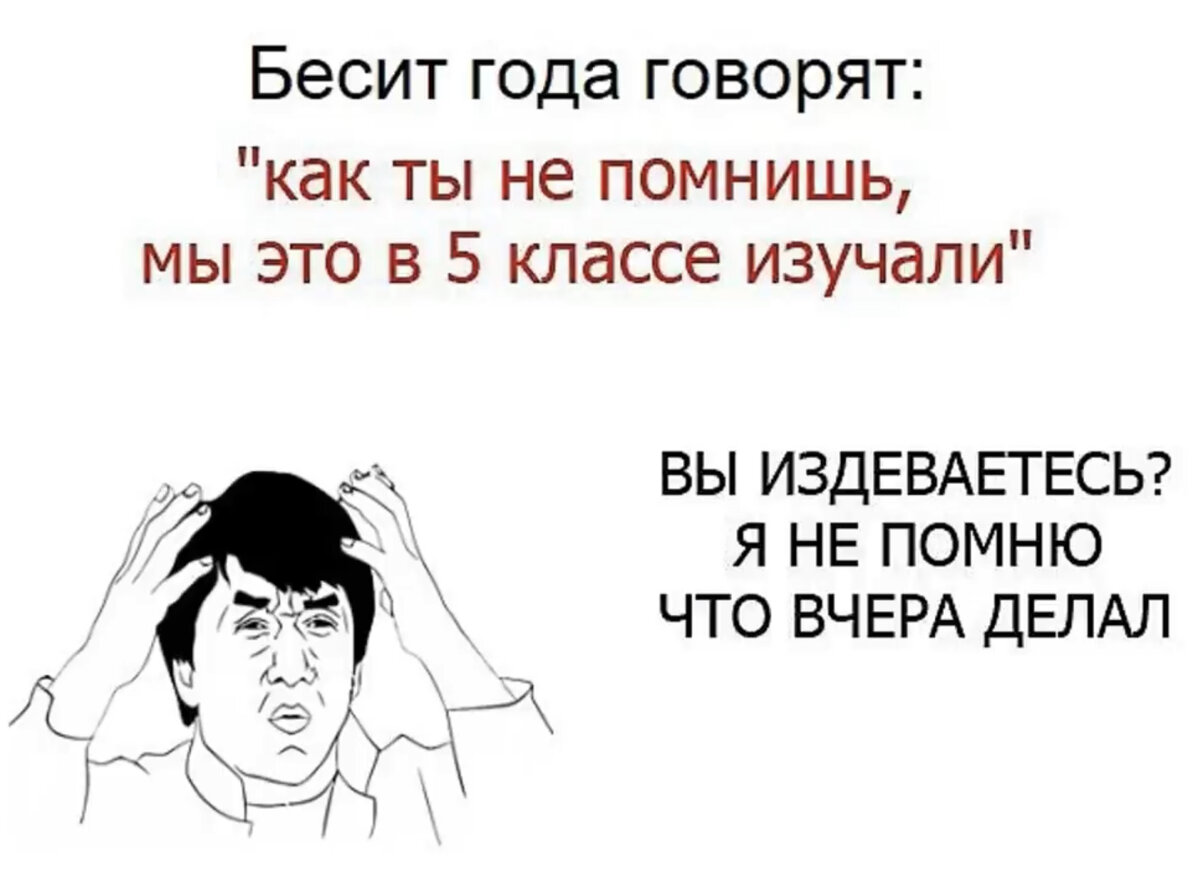 Бесит года говорят:
"как ты не помнишь,
мы это в 5 классе изучали"
ВЫ ИЗДЕВАЕТЕСЬ?
Я НЕ ПОМНЮ
ЧТО ВЧЕРА ДЕЛАЛ